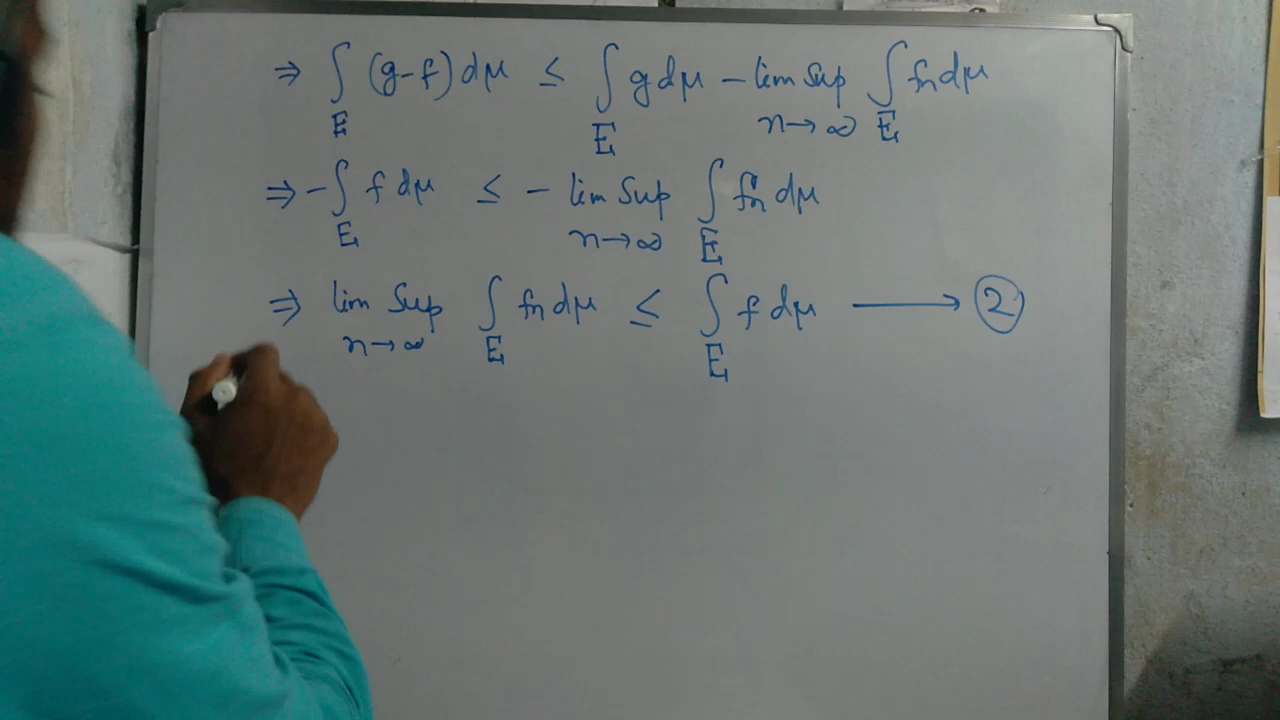 ⇒ ∫_E (g-f) dμ ≤ ∫_E g dμ - lim Sup_{n→∞} ∫_E fn dμ
⇒ - ∫_E f dμ ≤ - lim Sup_{n→∞} ∫_E fn dμ
⇒ lim Sup_{n→∞} ∫_E fn dμ ≤ ∫_E f dμ ⟶ ②